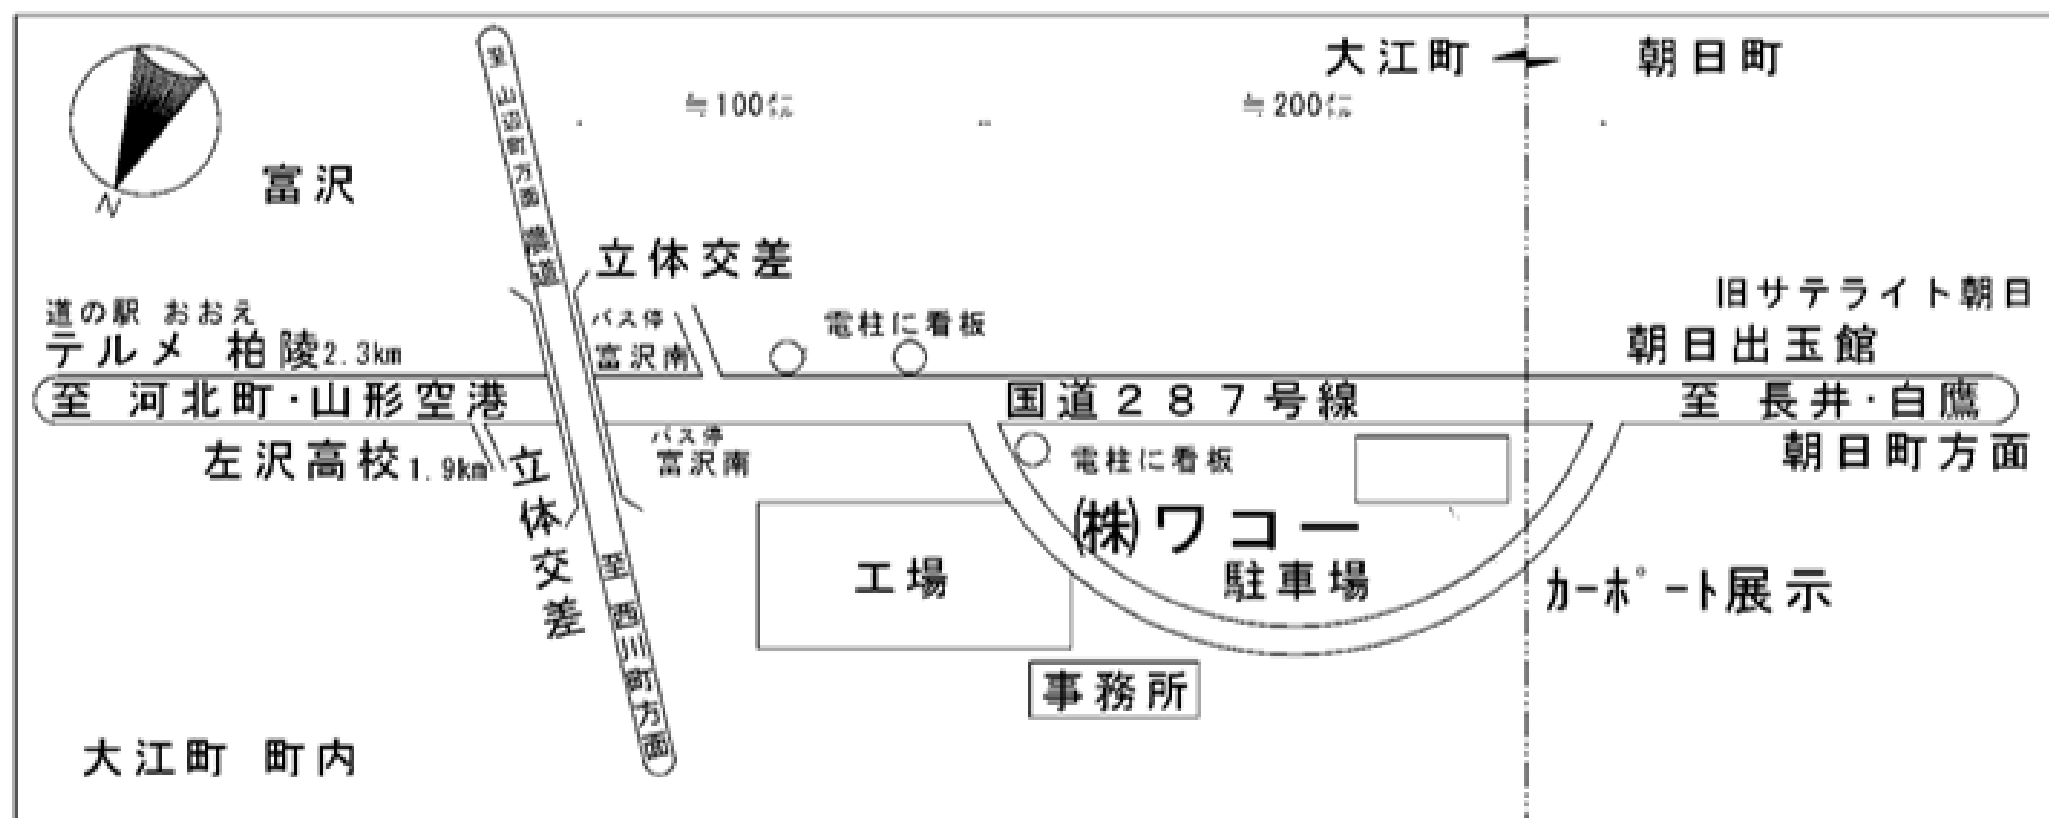 大江町
朝日町
≒100㍍
≒200㍍
N
富沢
至 山辺町方面 農道
立体交差
道の駅 おおえ
テルメ 柏陵2.3km
バス停
富沢南
電柱に看板
旧サテライト朝日
朝日出玉館
至 河北町・山形空港
国道287号線
至 長井・白鷹
左沢高校1.9km
立体交差
バス停
富沢南
電柱に看板
朝日町方面
㈱ワコー
駐車場
工場
カーポート展示
至 西川町方面
事務所
大江町 町内